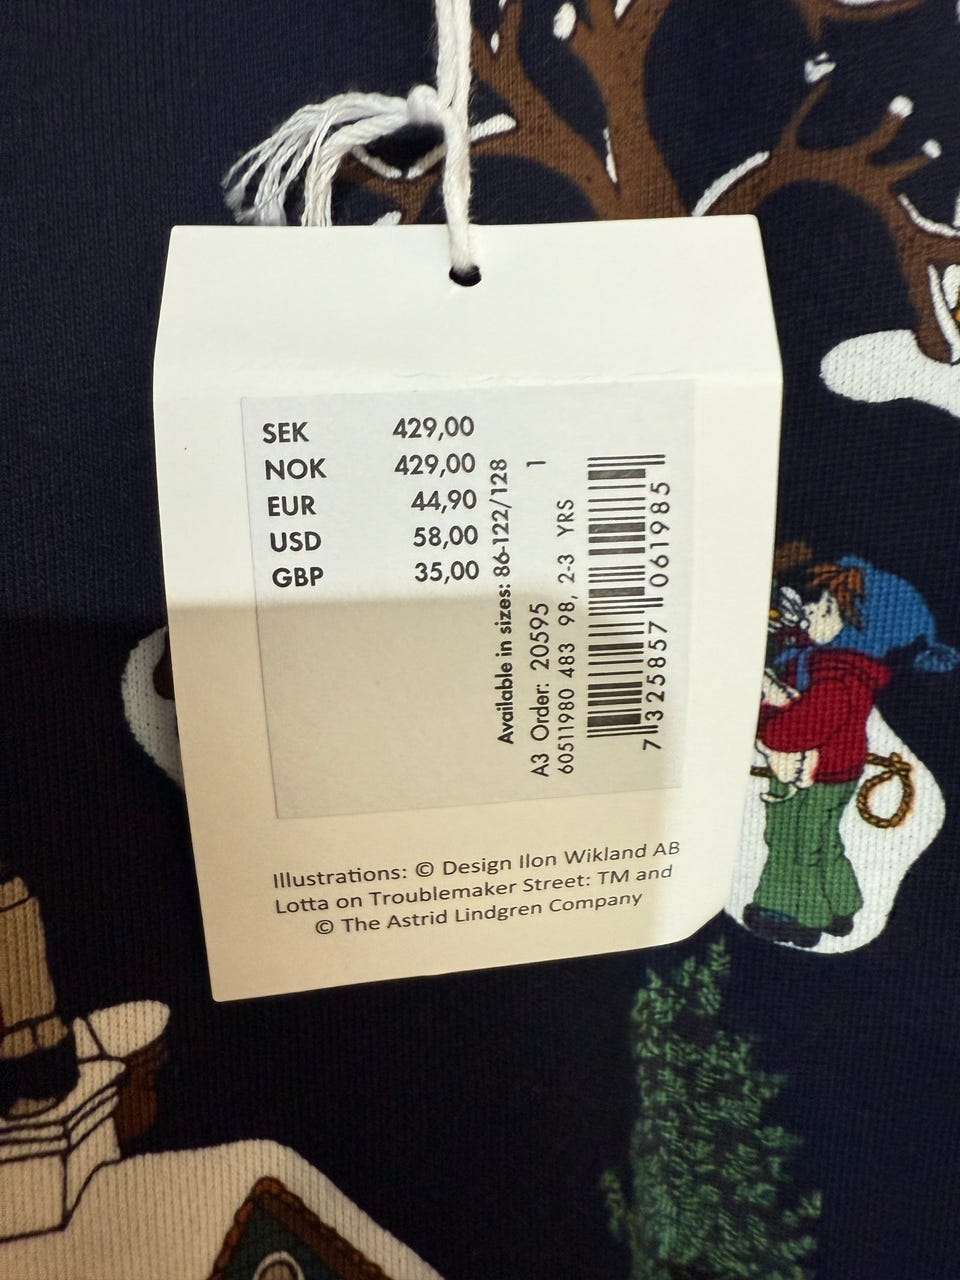 SEK 429,00
NOK 429,00
EUR 44,90
USD 58,00
GBP 35,00
Available in sizes: 86-122/128
1
A3 Order: 20595
60511980 483 98, 2-3 YRS
7 325857 061985
Illustrations: © Design Ilon Wikland AB
Lotta on Troublemaker Street: TM and
© The Astrid Lindgren Company